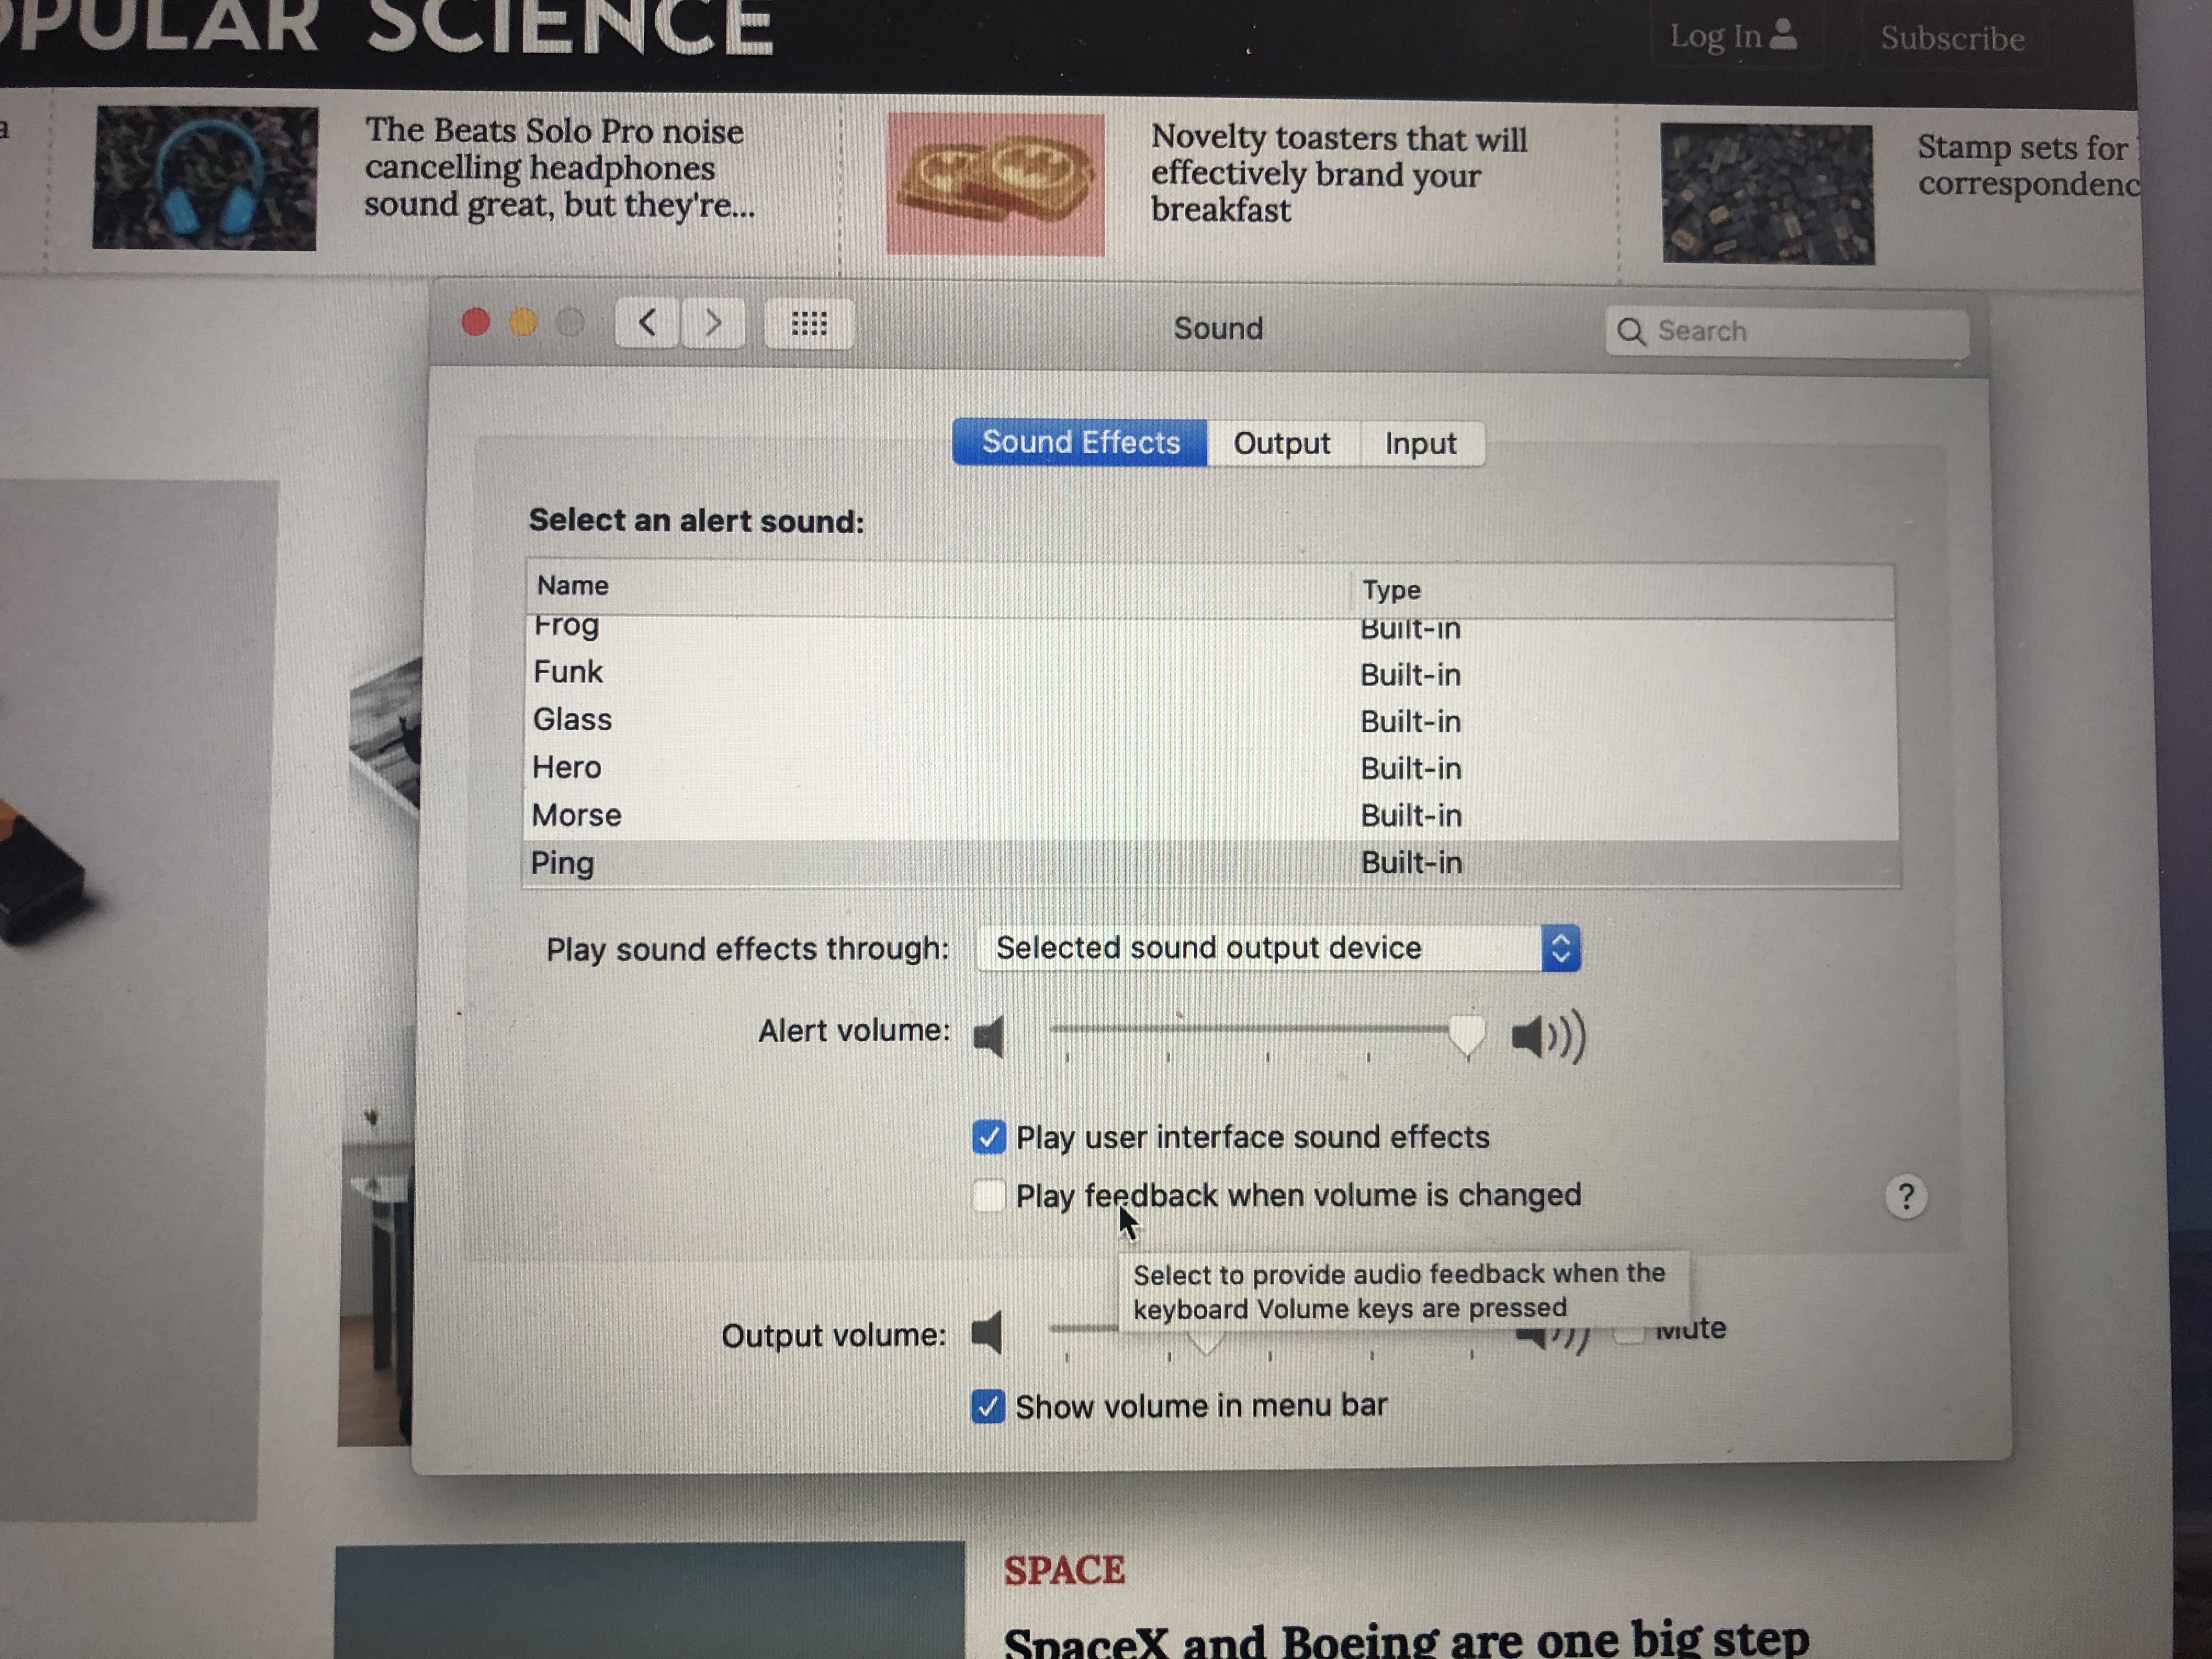 OPULAR SCIENCE
Log In
Subscribe
a
The Beats Solo Pro noise
cancelling headphones
sound great, but they're...
Novelty toasters that will
effectively brand your
breakfast
Stamp sets for
correspondenc
Sound
Search
Sound Effects
Output
Input
Select an alert sound:
Name
Type
Frog
Built-in
Funk
Built-in
Glass
Built-in
Hero
Built-in
Morse
Built-in
Ping
Built-in
Play sound effects through:
Selected sound output device
Alert volume:
Play user interface sound effects
Play feedback when volume is changed
?
Select to provide audio feedback when the
keyboard Volume keys are pressed
Output volume:
Mute
Show volume in menu bar
SPACE
SpaceX and Boeing are one big step